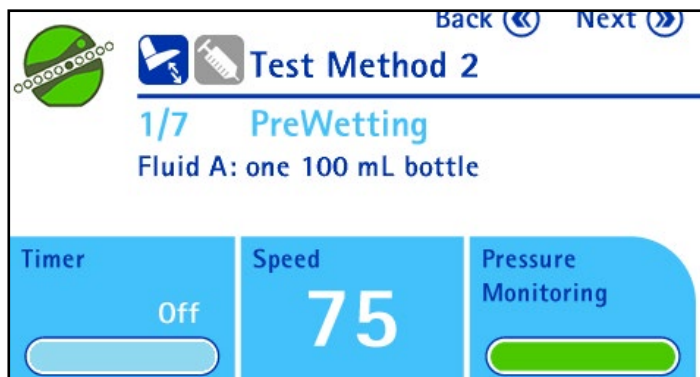 Back Next
Test Method 2
1/7 PreWetting
Fluid A: one 100 mL bottle
Timer
Off
Speed
75
Pressure
Monitoring